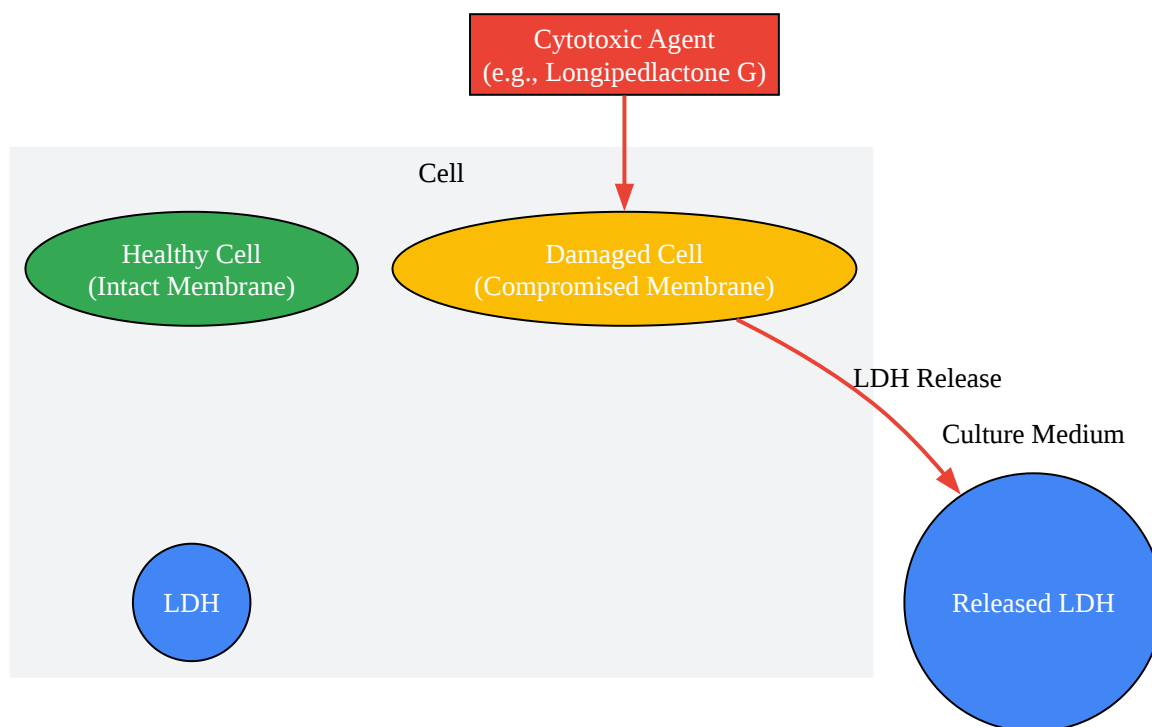 Cytotoxic Agent
(e.g., Longipedlactone G)
Cell
Healthy Cell
(Intact Membrane)
Damaged Cell
(Compromised Membrane)
LDH Release
Culture Medium
LDH
Released LDH